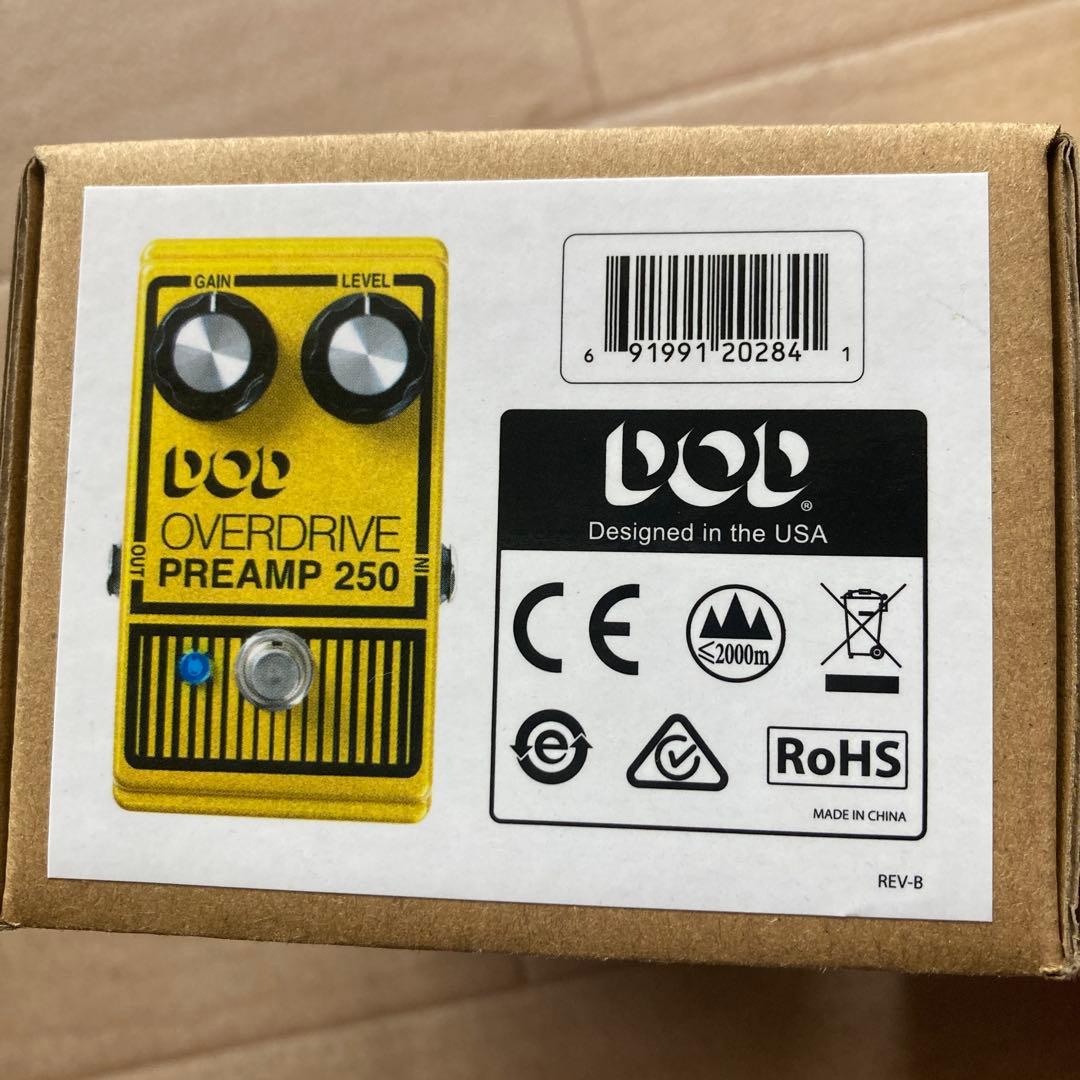 GAIN LEVEL
DOD
OVERDRIVE
PREAMP 250
OUT
IN
6 91991 20284 1
DOD®
Designed in the USA
CE
≤2000m
e
RoHS
MADE IN CHINA
REV-B